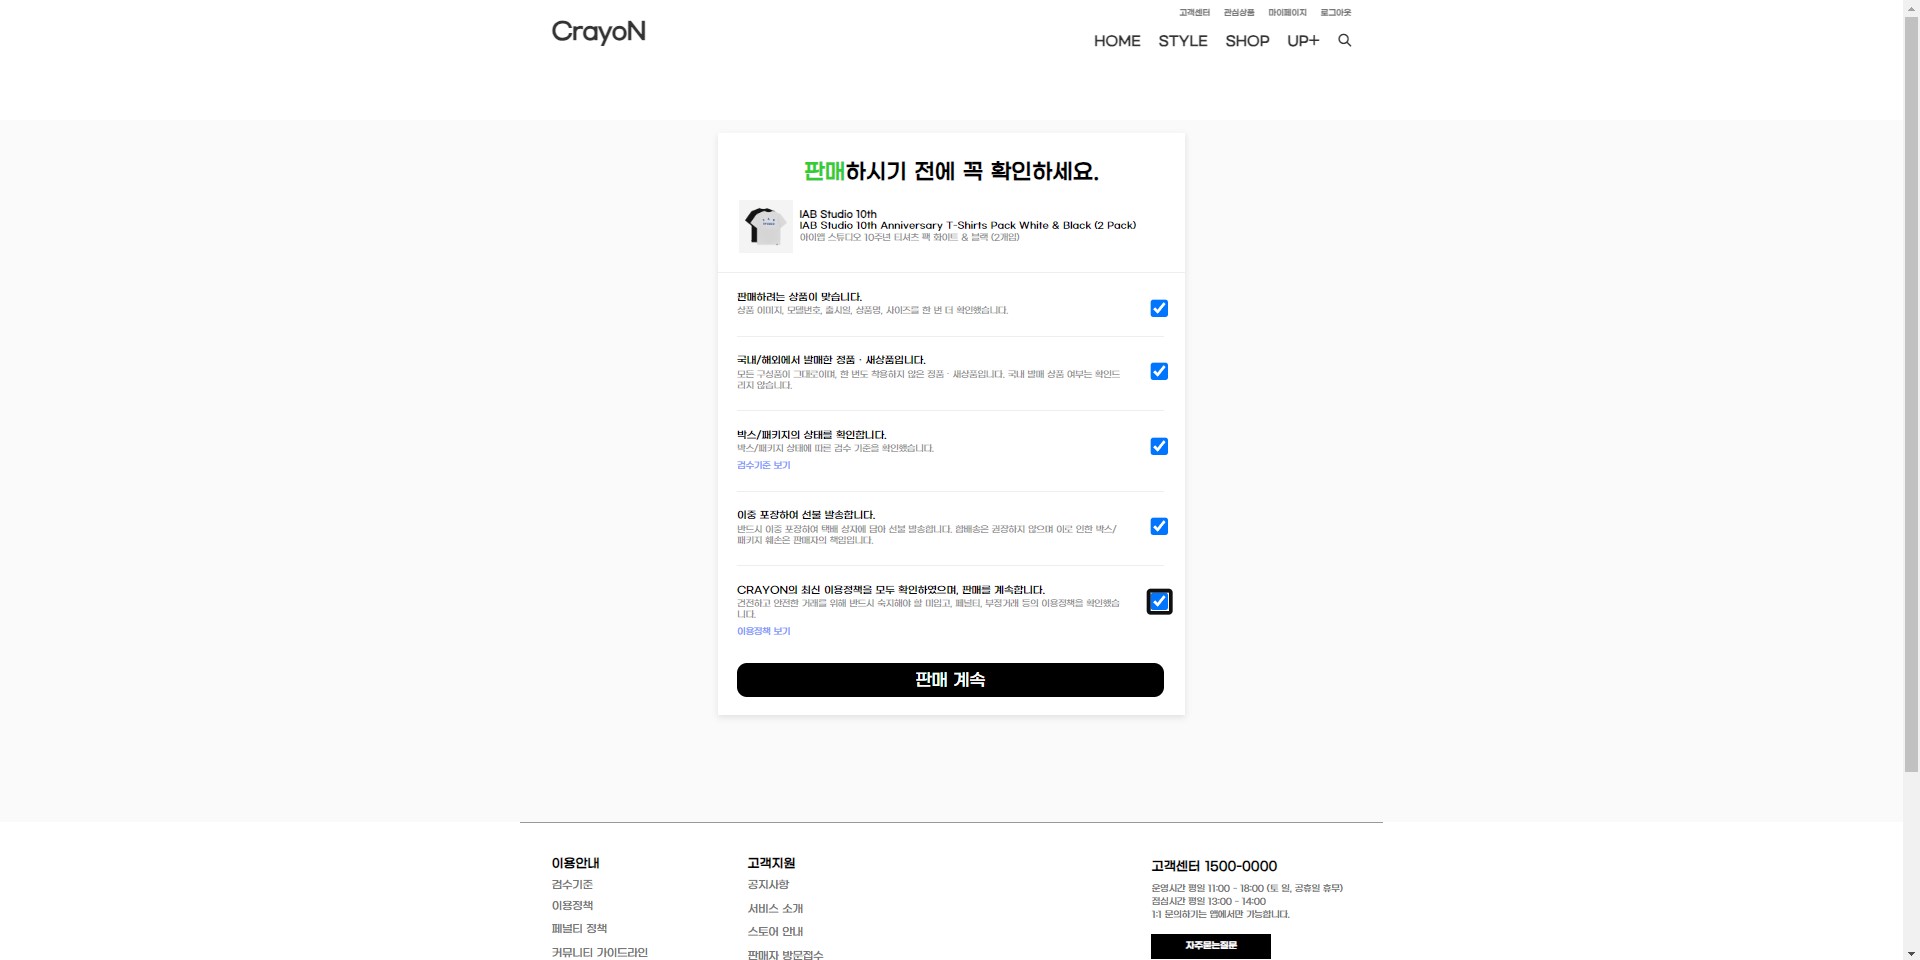 고객센터 관심상품 마이페이지 로그아웃
CrayoN
HOME STYLE SHOP UP+
판매하시기 전에 꼭 확인하세요.
IAB Studio 10th
IAB Studio 10th Anniversary T-Shirts Pack White & Black (2 Pack)
아이앱 스튜디오 10주년 티셔츠 팩 화이트 & 블랙 (2개입)
판매하려는 상품이 맞습니다.
상품 이미지, 모델번호, 출시일, 상품명, 사이즈를 한 번 더 확인했습니다.
국내/해외에서 발매한 정품 · 새상품입니다.
모든 구성품이 그대로이며, 한 번도 착용하지 않은 정품 · 새상품입니다. 국내 발매 상품 여부는 확인드
리지 않습니다.
박스/패키지의 상태를 확인합니다.
박스/패키지 상태에 따른 검수 기준을 확인했습니다.
검수기준 보기
이중 포장하여 선불 발송합니다.
반드시 이중 포장하여 택배 상자에 담아 선불 발송합니다. 합배송은 권장하지 않으며 이로 인한 박스/
패키지 훼손은 판매자의 책임입니다.
CRAYON의 최신 이용정책을 모두 확인하였으며, 판매를 계속합니다.
건전하고 안전한 거래를 위해 반드시 숙지해야 할 미입고, 페널티, 부정거래 등의 이용정책을 확인했습
니다.
이용정책 보기
판매 계속
이용안내
검수기준
이용정책
페널티 정책
커뮤니티 가이드라인
고객지원
공지사항
서비스 소개
스토어 안내
판매자 방문접수
고객센터 1500-0000
운영시간 평일 11:00 - 18:00 (토 일, 공휴일 휴무)
점심시간 평일 13:00 - 14:00
1:1 문의하기는 앱에서만 가능합니다.
자주묻는질문